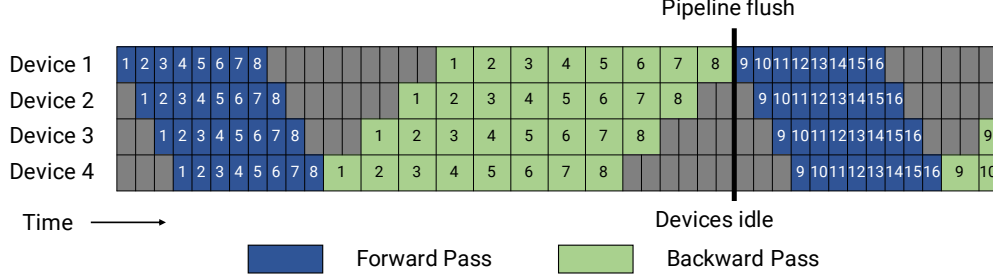 Pipeline flush
Device 1 1 2 3 4 5 6 7 8 1 2 3 4 5 6 7 8 9 10 11 12 13 14 15 16
Device 2 1 2 3 4 5 6 7 8 1 2 3 4 5 6 7 8 9 10 11 12 13 14 15 16
Device 3 1 2 3 4 5 6 7 8 1 2 3 4 5 6 7 8 9 10 11 12 13 14 15 16 9
Device 4 1 2 3 4 5 6 7 8 1 2 3 4 5 6 7 8 9 10 11 12 13 14 15 16 9 10
Time
Devices idle
Forward Pass
Backward Pass